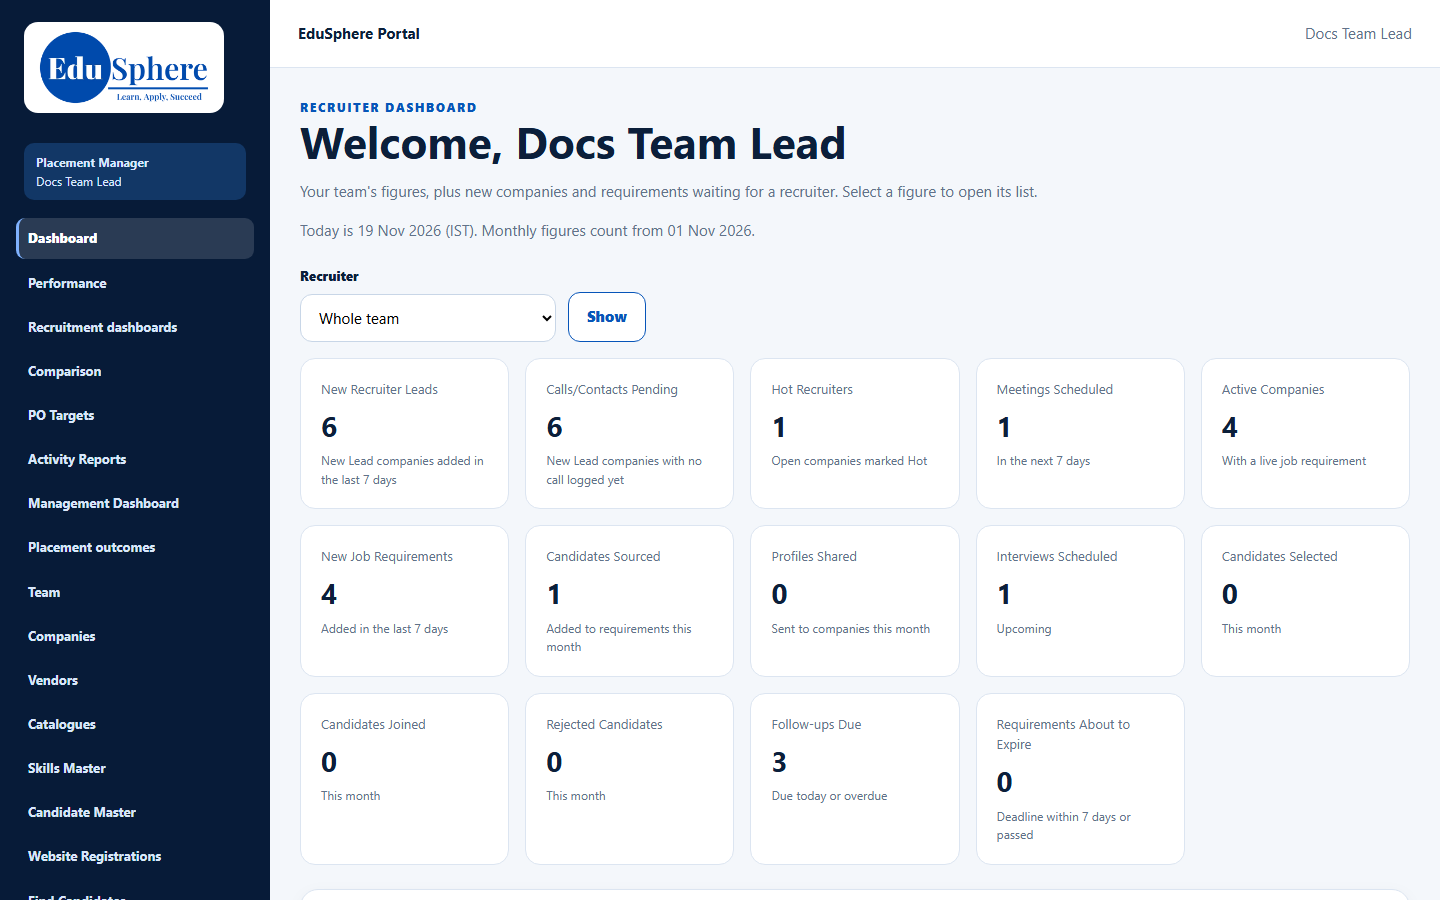 EduSphere
Learn. Apply, Succeed
Placement Manager
Docs Team Lead
Dashboard
Performance
Recruitment dashboards
Comparison
PO Targets
Activity Reports
Management Dashboard
Placement outcomes
Team
Companies
Vendors
Catalogues
Skills Master
Candidate Master
Website Registrations
Find Candidates
EduSphere Portal
Docs Team Lead
RECRUITER DASHBOARD
Welcome, Docs Team Lead
Your team's figures, plus new companies and requirements waiting for a recruiter. Select a figure to open its list.
Today is 19 Nov 2026 (IST). Monthly figures count from 01 Nov 2026.
Recruiter
Whole team
Show
New Recruiter Leads
6
New Lead companies added in
the last 7 days
Calls/Contacts Pending
6
New Lead companies with no
call logged yet
Hot Recruiters
1
Open companies marked Hot
Meetings Scheduled
1
In the next 7 days
Active Companies
4
With a live job requirement
New Job Requirements
4
Added in the last 7 days
Candidates Sourced
1
Added to requirements this
month
Profiles Shared
0
Sent to companies this month
Interviews Scheduled
1
Upcoming
Candidates Selected
0
This month
Candidates Joined
0
This month
Rejected Candidates
0
This month
Follow-ups Due
3
Due today or overdue
Requirements About to
Expire
0
Deadline within 7 days or
passed